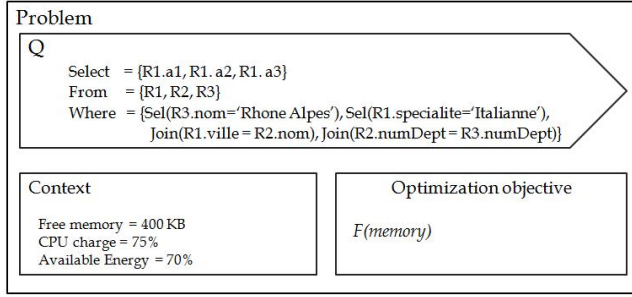 Problem
Q
Select = {R1.a1, R1. a2, R1. a3}
From = {R1, R2, R3}
Where = {Sel(R3.nom=‘Rhone Alpes’), Sel(R1.specialite=‘Italianne’),
Join(R1.ville = R2.nom), Join(R2.numDept = R3.numDept)}
Context
Free memory = 400 KB
CPU charge = 75%
Available Energy = 70%
Optimization objective
F(memory)